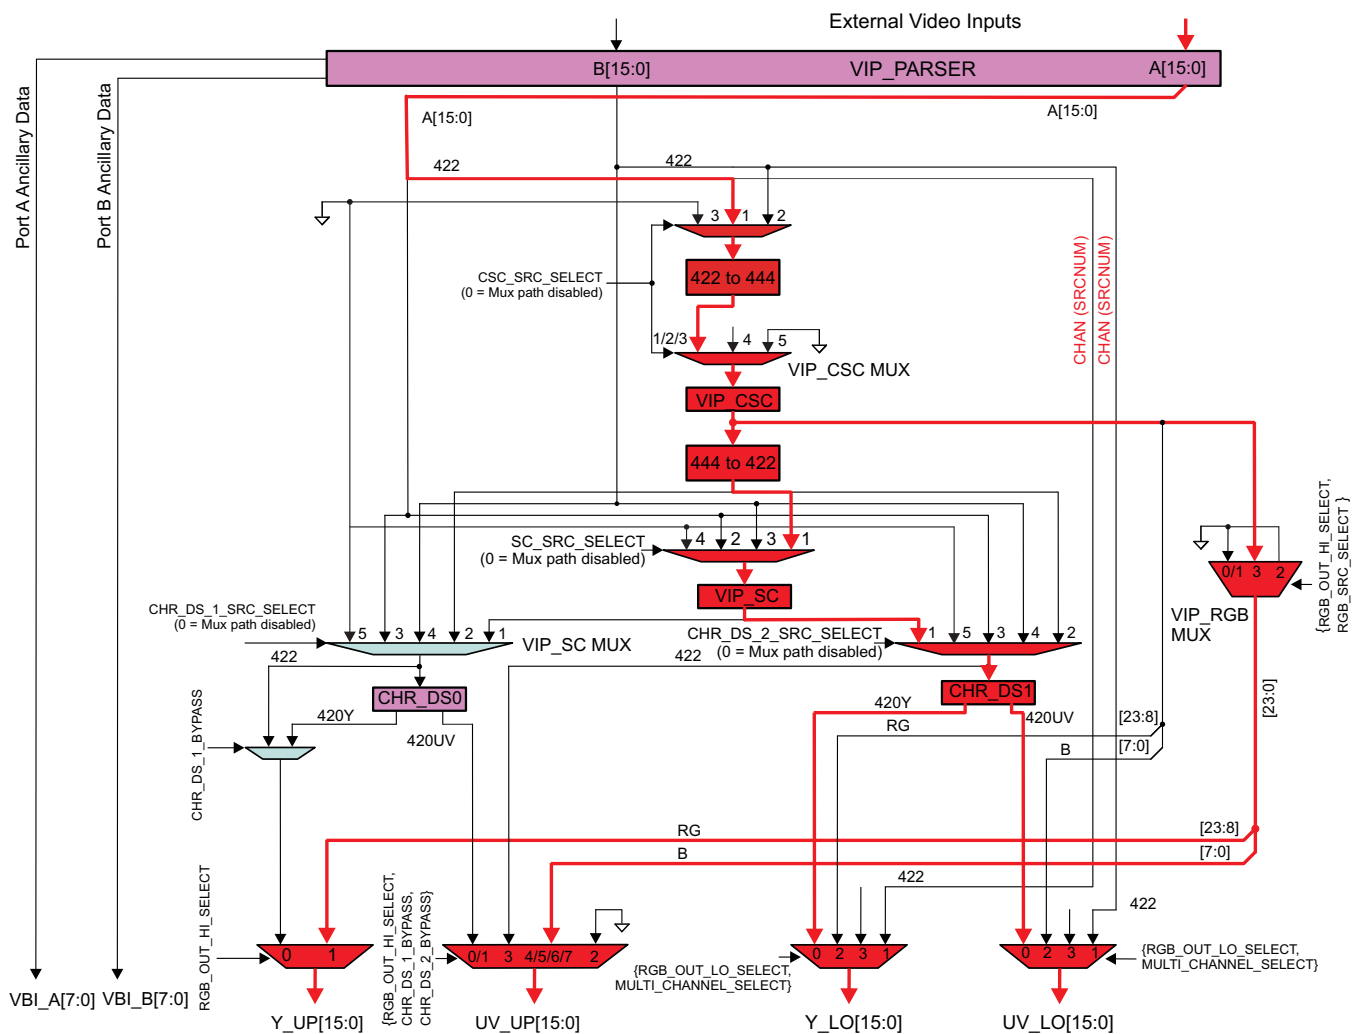 External Video Inputs
B[15:0]
VIP_PARSER
A[15:0]
Port A Ancillary Data
Port B Ancillary Data
A[15:0]
A[15:0]
422
422
3 1 2
CSC_SRC_SELECT
(0 = Mux path disabled)
422 to 444
CHAN (SRCNUM)
CHAN (SRCNUM)
1/2/3 4 5
VIP_CSC MUX
VIP_CSC
444 to 422
{RGB_OUT_HI_SELECT,
RGB_SRC_SELECT }
SC_SRC_SELECT
(0 = Mux path disabled)
4 2 3 1
0/1 3 2
VIP_SC
VIP_RGB
MUX
CHR_DS_1_SRC_SELECT
(0 = Mux path disabled)
5 3 4 2 1
VIP_SC MUX
CHR_DS_2_SRC_SELECT
(0 = Mux path disabled)
1 5 3 4 2
422
422
CHR_DS0
CHR_DS1
[23:0]
CHR_DS_1_BYPASS
420Y
420UV
420Y
420UV
RG
[23:8]
B
[7:0]
RG
[23:8]
B
[7:0]
422
422
RGB_OUT_HI_SELECT
0 1
{RGB_OUT_HI_SELECT,
CHR_DS_1_BYPASS,
CHR_DS_2_BYPASS}
0/1 3 4/5/6/7 2
{RGB_OUT_LO_SELECT,
MULTI_CHANNEL_SELECT}
0 2 3 1
0 2 3 1
{RGB_OUT_LO_SELECT,
MULTI_CHANNEL_SELECT}
VBI_A[7:0]
VBI_B[7:0]
Y_UP[15:0]
UV_UP[15:0]
Y_LO[15:0]
UV_LO[15:0]